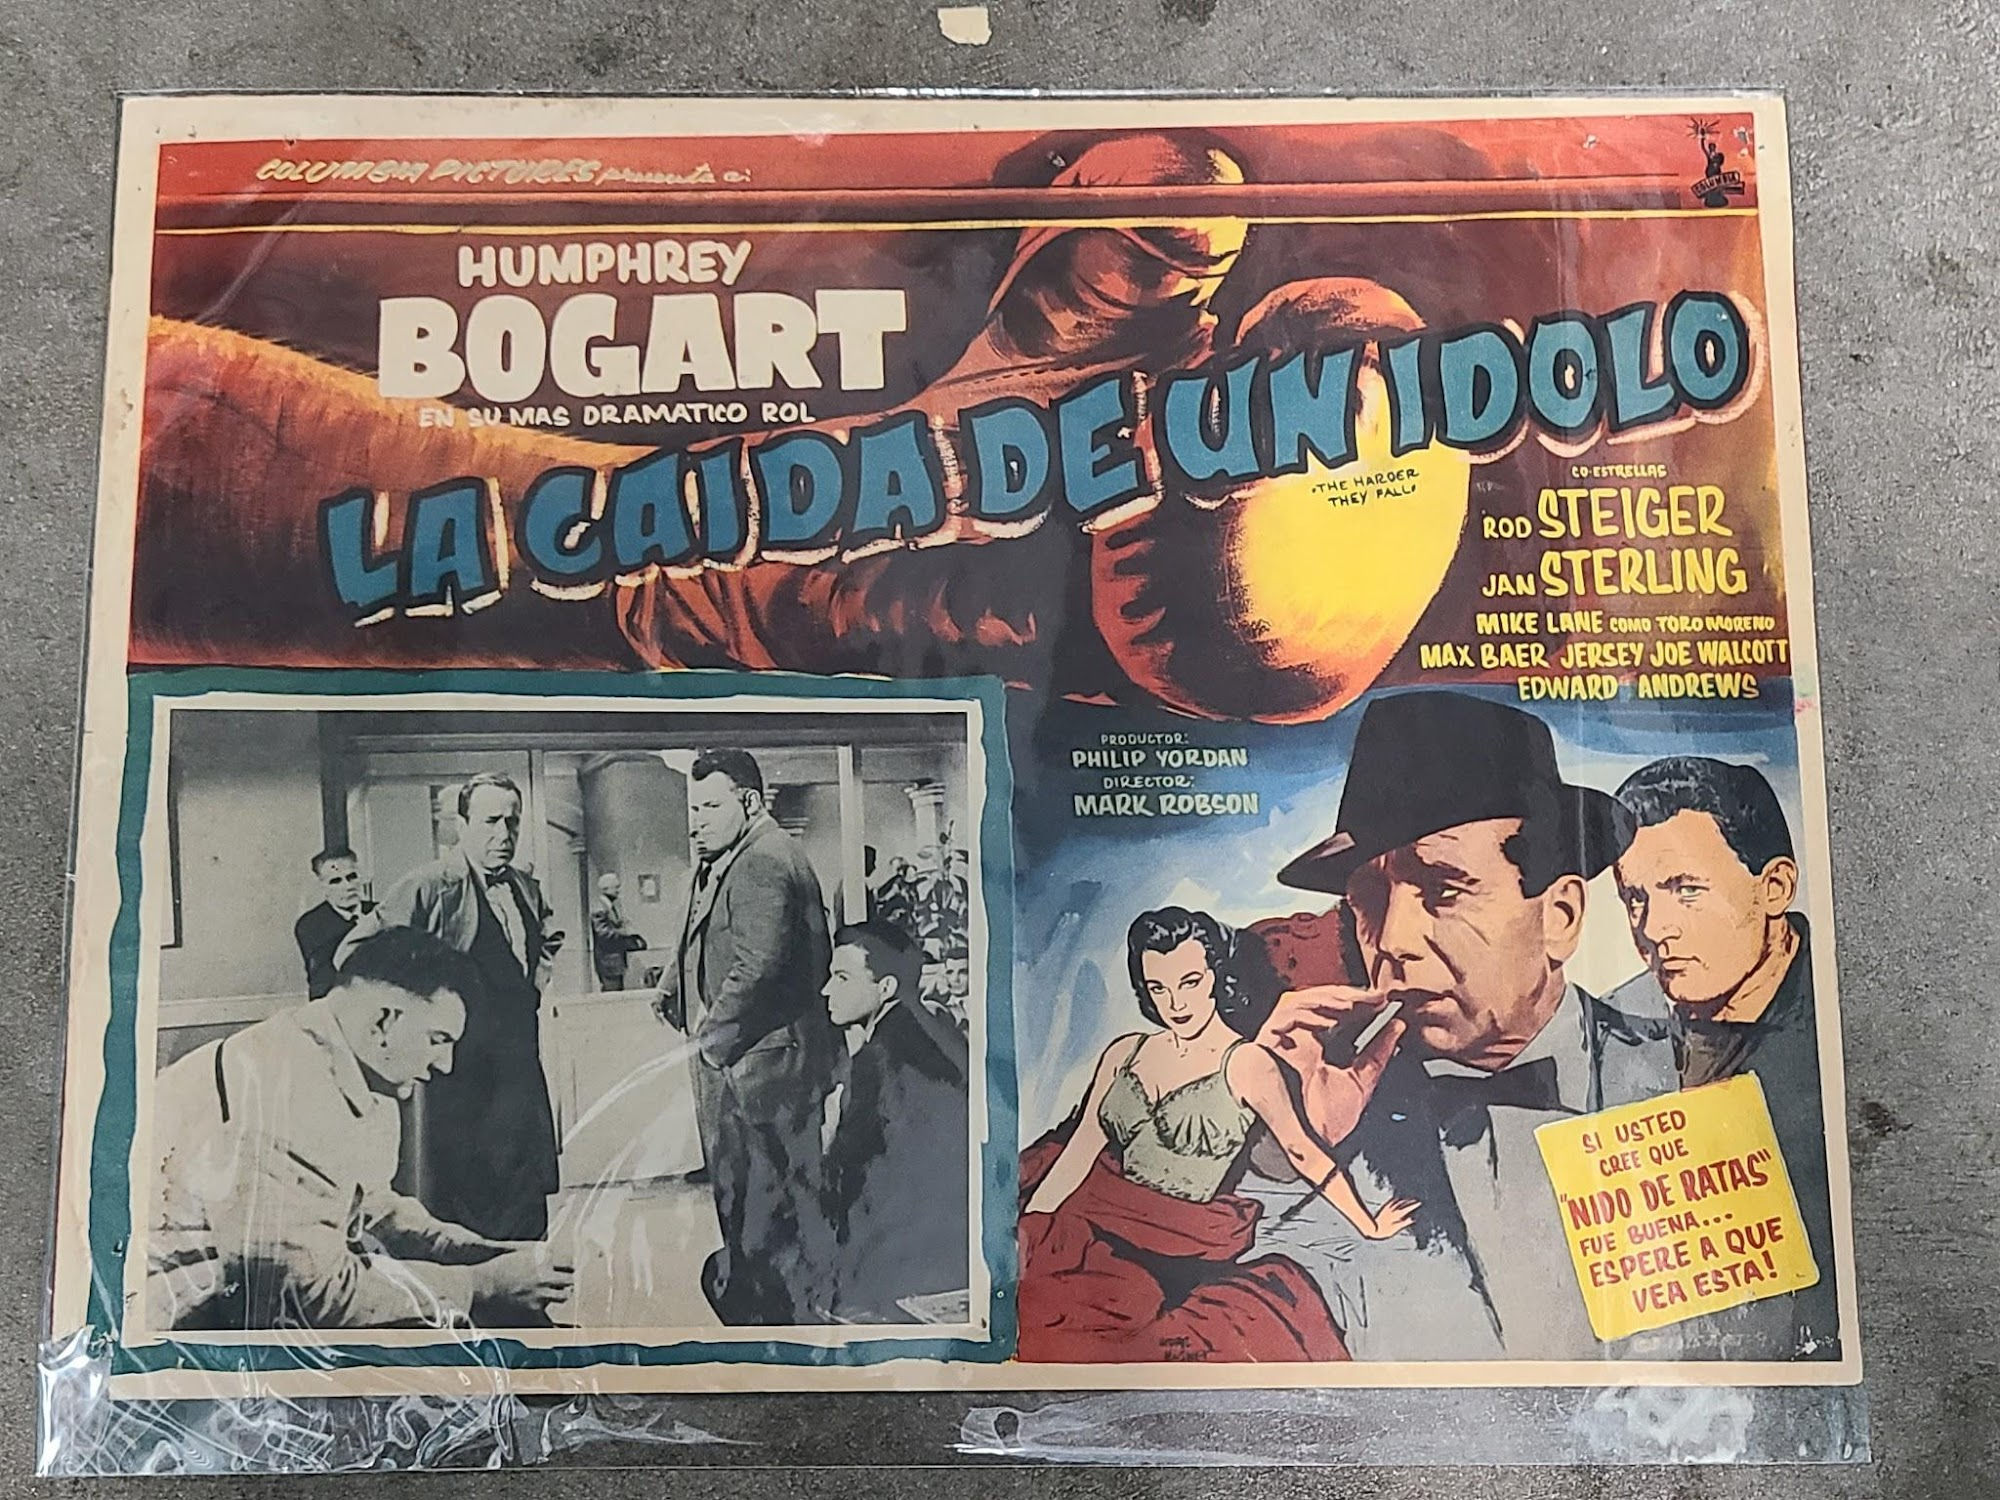 COLUMBIA PICTURES presenta a:
COLUMBIA
HUMPHREY
BOGART
EN SU MAS DRAMATICO ROL
LA CAIDA DE UN IDOLO
"THE HARDER
THEY FALL"
CO-ESTRELLAS
ROD STEIGER
JAN STERLING
MIKE LANE COMO TORO MORENO
MAX BAER JERSEY JOE WALCOTT
EDWARD ANDREWS
PRODUCTOR:
PHILIP YORDAN
DIRECTOR:
MARK ROBSON
SI USTED
CREE QUE
"NIDO DE RATAS"
FUE BUENA...
ESPERE A QUE
VEA ESTA!